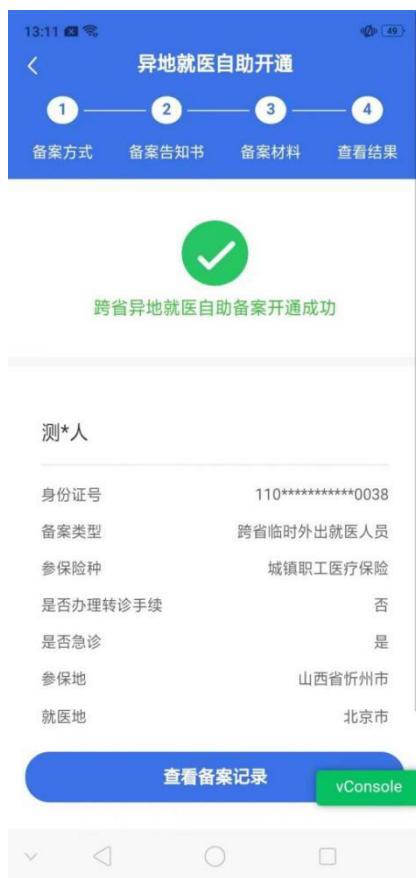 13:11 49
异地就医自助开通
1 2 3 4
备案方式 备案告知书 备案材料 查看结果
跨省异地就医自助备案开通成功
测*人
身份证号 110***********0038
备案类型 跨省临时外出就医人员
参保险种 城镇职工医疗保险
是否办理转诊手续 否
是否急诊 是
参保地 山西省忻州市
就医地 北京市
查看备案记录
vConsole